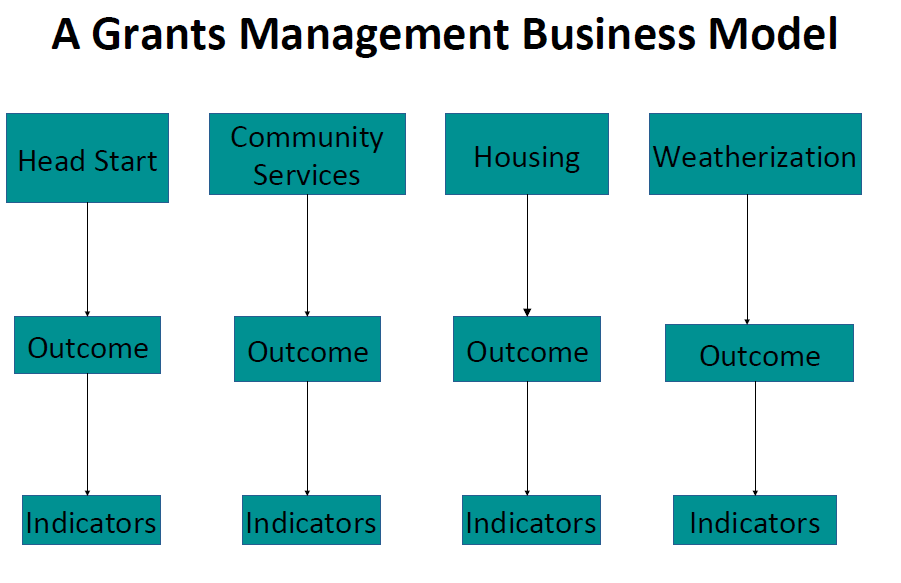 A Grants Management Business Model
Head Start
Community
Services
Housing
Weatherization
Outcome
Outcome
Outcome
Outcome
Indicators
Indicators
Indicators
Indicators